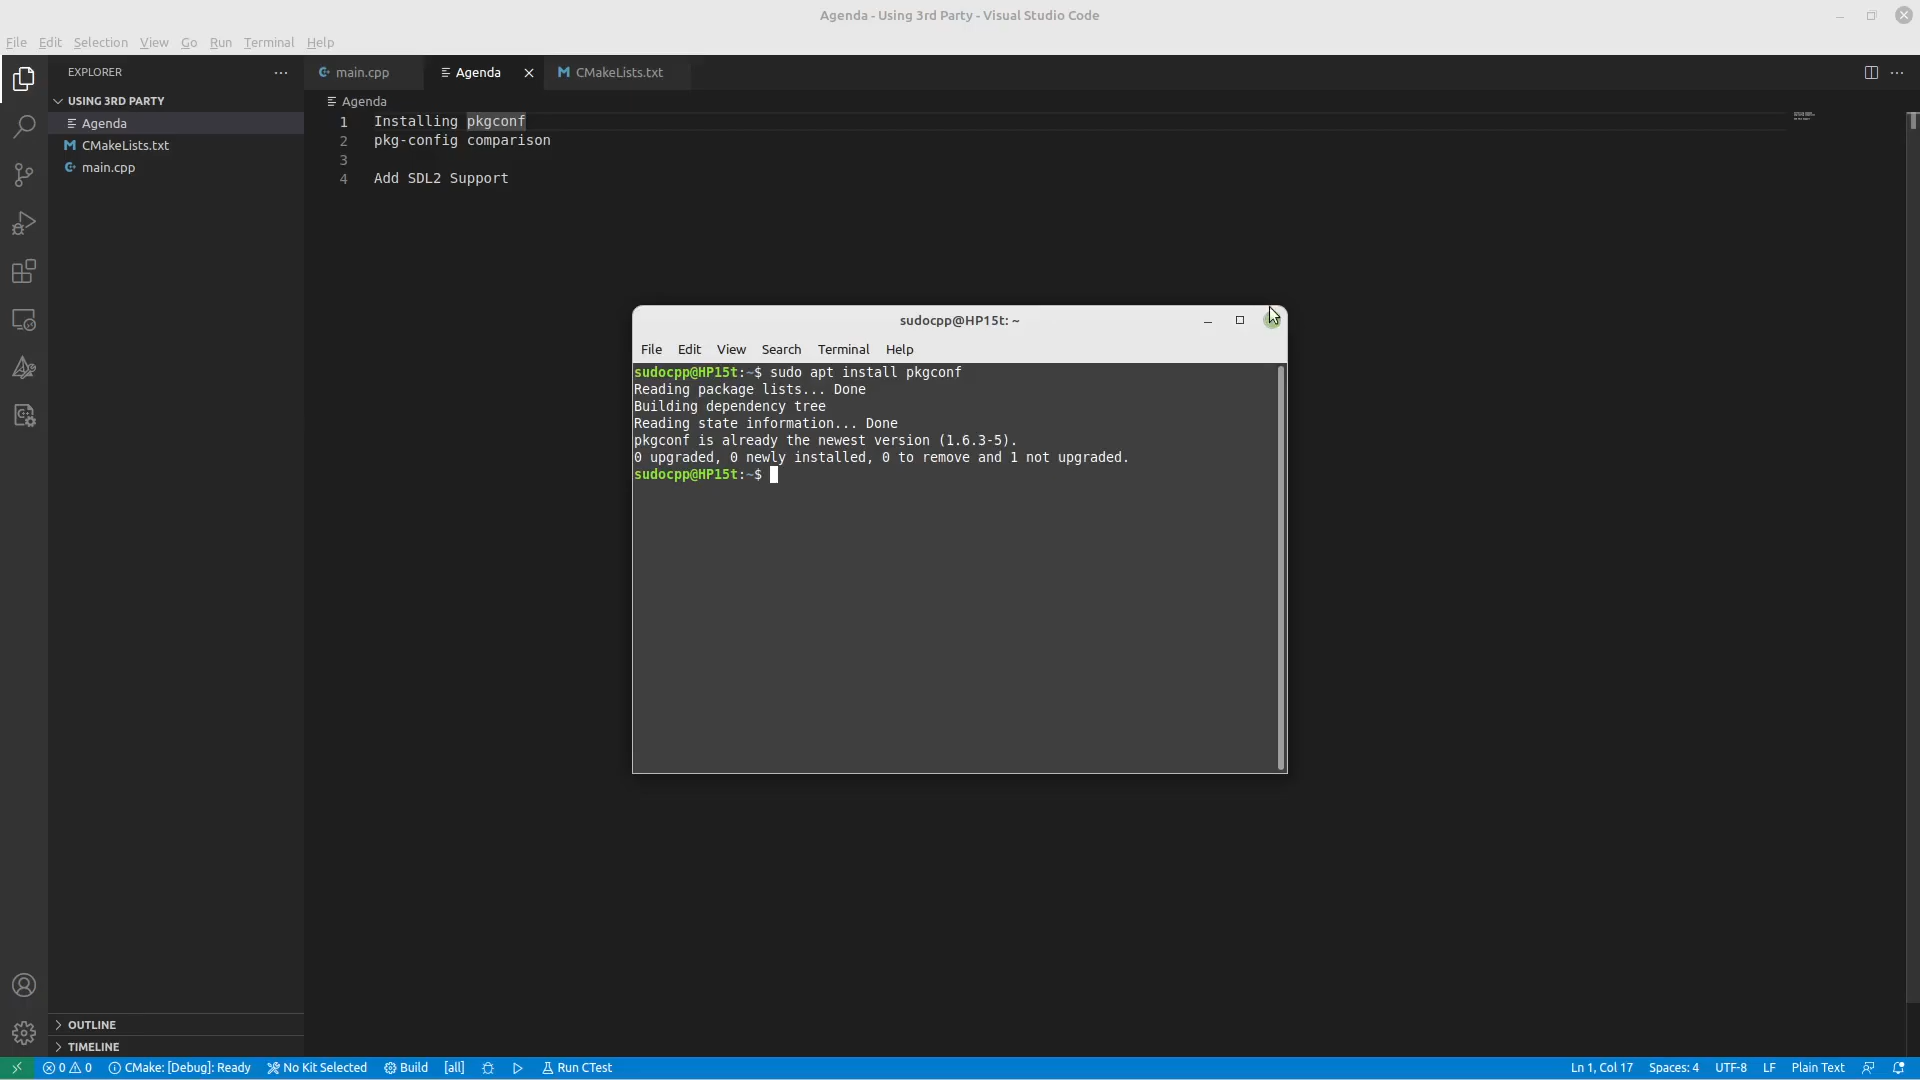 Agenda - Using 3rd Party - Visual Studio Code
File Edit Selection View Go Run Terminal Help
EXPLORER
main.cpp
Agenda
CMakeLists.txt
USING 3RD PARTY
Agenda
CMakeLists.txt
main.cpp
Agenda
1 Installing pkgconf
2 pkg-config comparison
3
4 Add SDL2 Support
sudocpp@HP15t: ~
File Edit View Search Terminal Help
sudocpp@HP15t:~$ sudo apt install pkgconf
Reading package lists... Done
Building dependency tree
Reading state information... Done
pkgconf is already the newest version (1.6.3-5).
0 upgraded, 0 newly installed, 0 to remove and 1 not upgraded.
sudocpp@HP15t:~$
OUTLINE
TIMELINE
0 0 CMake: [Debug]: Ready No Kit Selected Build [all] Run CTest Ln 1, Col 17 Spaces: 4 UTF-8 LF Plain Text